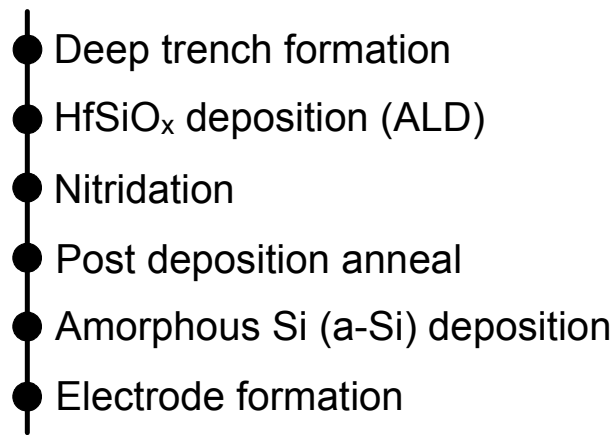 Deep trench formation
HfSiOₓ deposition (ALD)
Nitridation
Post deposition anneal
Amorphous Si (a-Si) deposition
Electrode formation